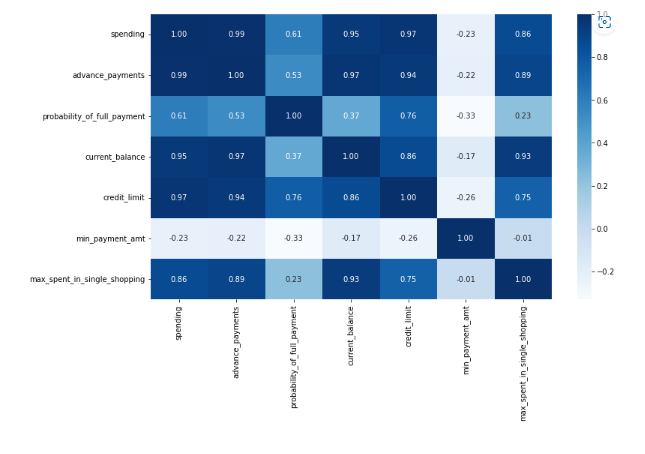 1.0
spending 1.00 0.99 0.61 0.95 0.97 -0.23 0.86
advance_payments 0.99 1.00 0.53 0.97 0.94 -0.22 0.89
0.8
probability_of_full_payment 0.61 0.53 1.00 0.37 0.76 -0.33 0.23
0.6
current_balance 0.95 0.97 0.37 1.00 0.86 -0.17 0.93
0.4
credit_limit 0.97 0.94 0.76 0.86 1.00 -0.26 0.75
0.2
min_payment_amt -0.23 -0.22 -0.33 -0.17 -0.26 1.00 -0.01
0.0
max_spent_in_single_shopping 0.86 0.89 0.23 0.93 0.75 -0.01 1.00
−0.2
spending
advance_payments
probability_of_full_payment
current_balance
credit_limit
min_payment_amt
max_spent_in_single_shopping